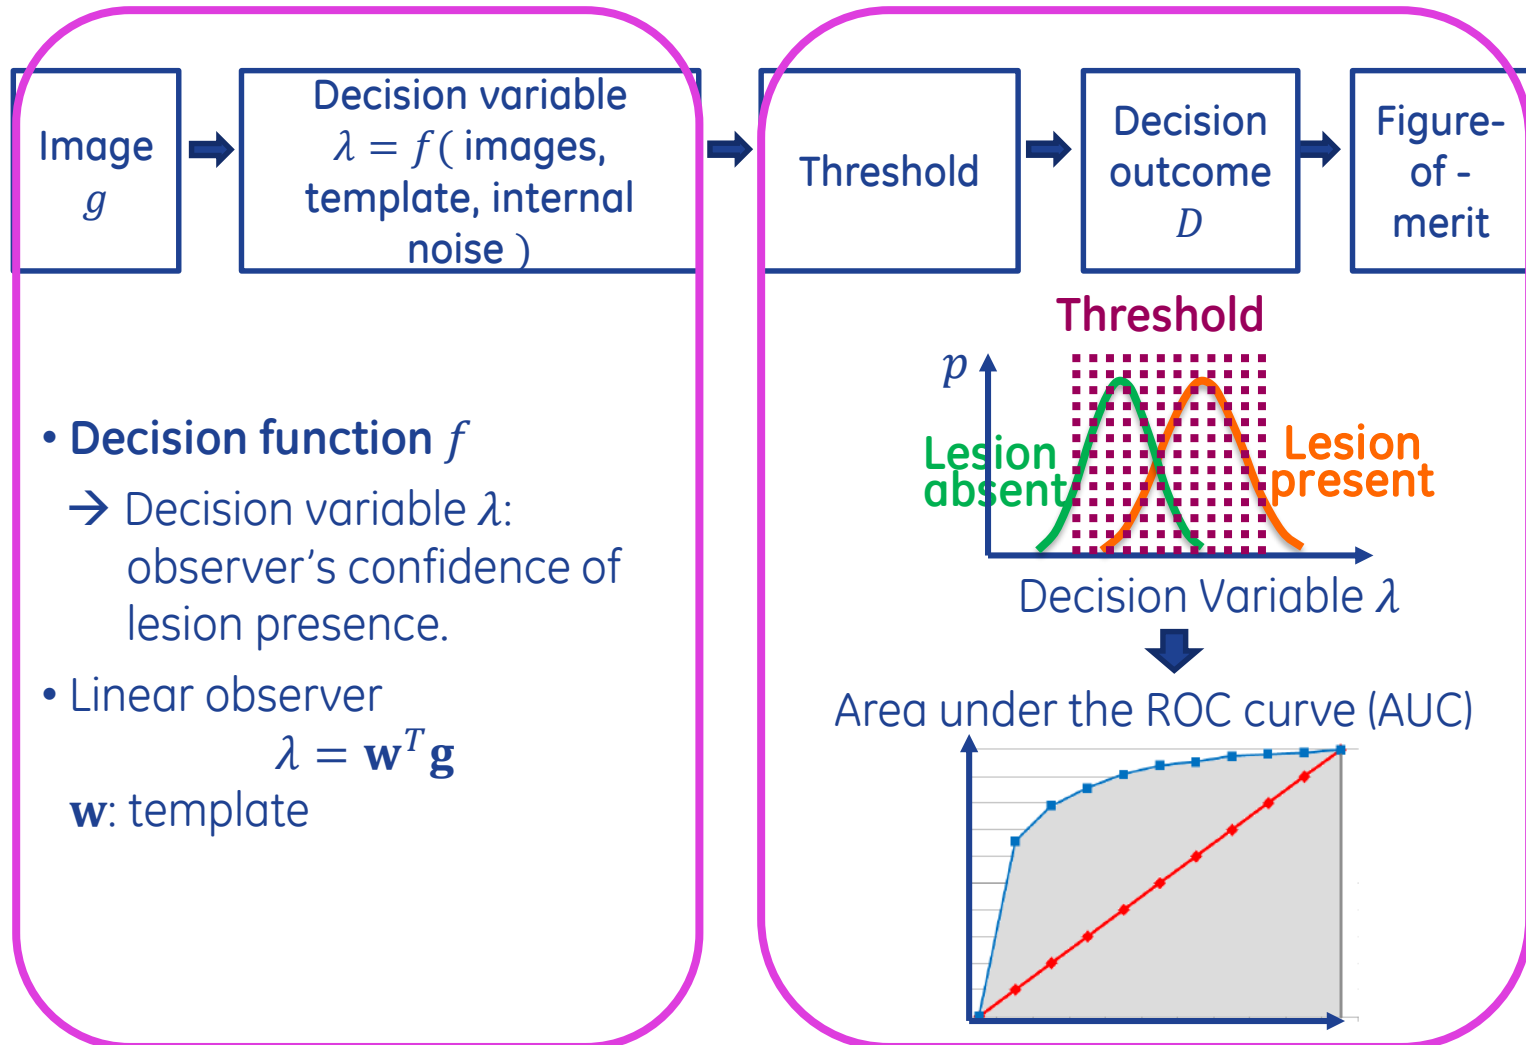 Image
g
Decision variable
λ = f( images,
template, internal
noise )
Threshold
Decision
outcome
D
Figure-
of -
merit
• Decision function f
→ Decision variable λ:
observer's confidence of
lesion presence.
• Linear observer
λ = wᵀg
w: template
Threshold
p
Lesion
absent
Lesion
present
Decision Variable λ
Area under the ROC curve (AUC)